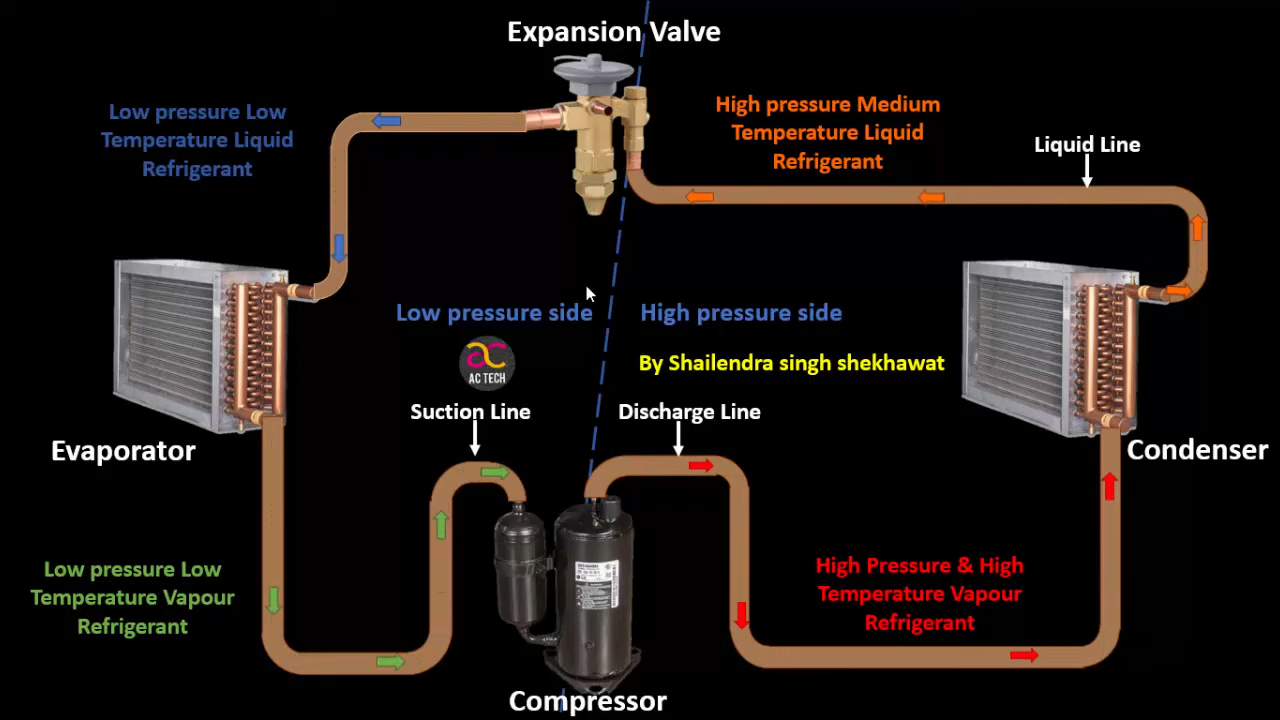 Expansion Valve
Low pressure Low
Temperature Liquid
Refrigerant
High pressure Medium
Temperature Liquid
Refrigerant
Liquid Line
Low pressure side
High pressure side
AC TECH
By Shailendra singh shekhawat
Suction Line
Discharge Line
Evaporator
Condenser
Low pressure Low
Temperature Vapour
Refrigerant
High Pressure & High
Temperature Vapour
Refrigerant
Compressor